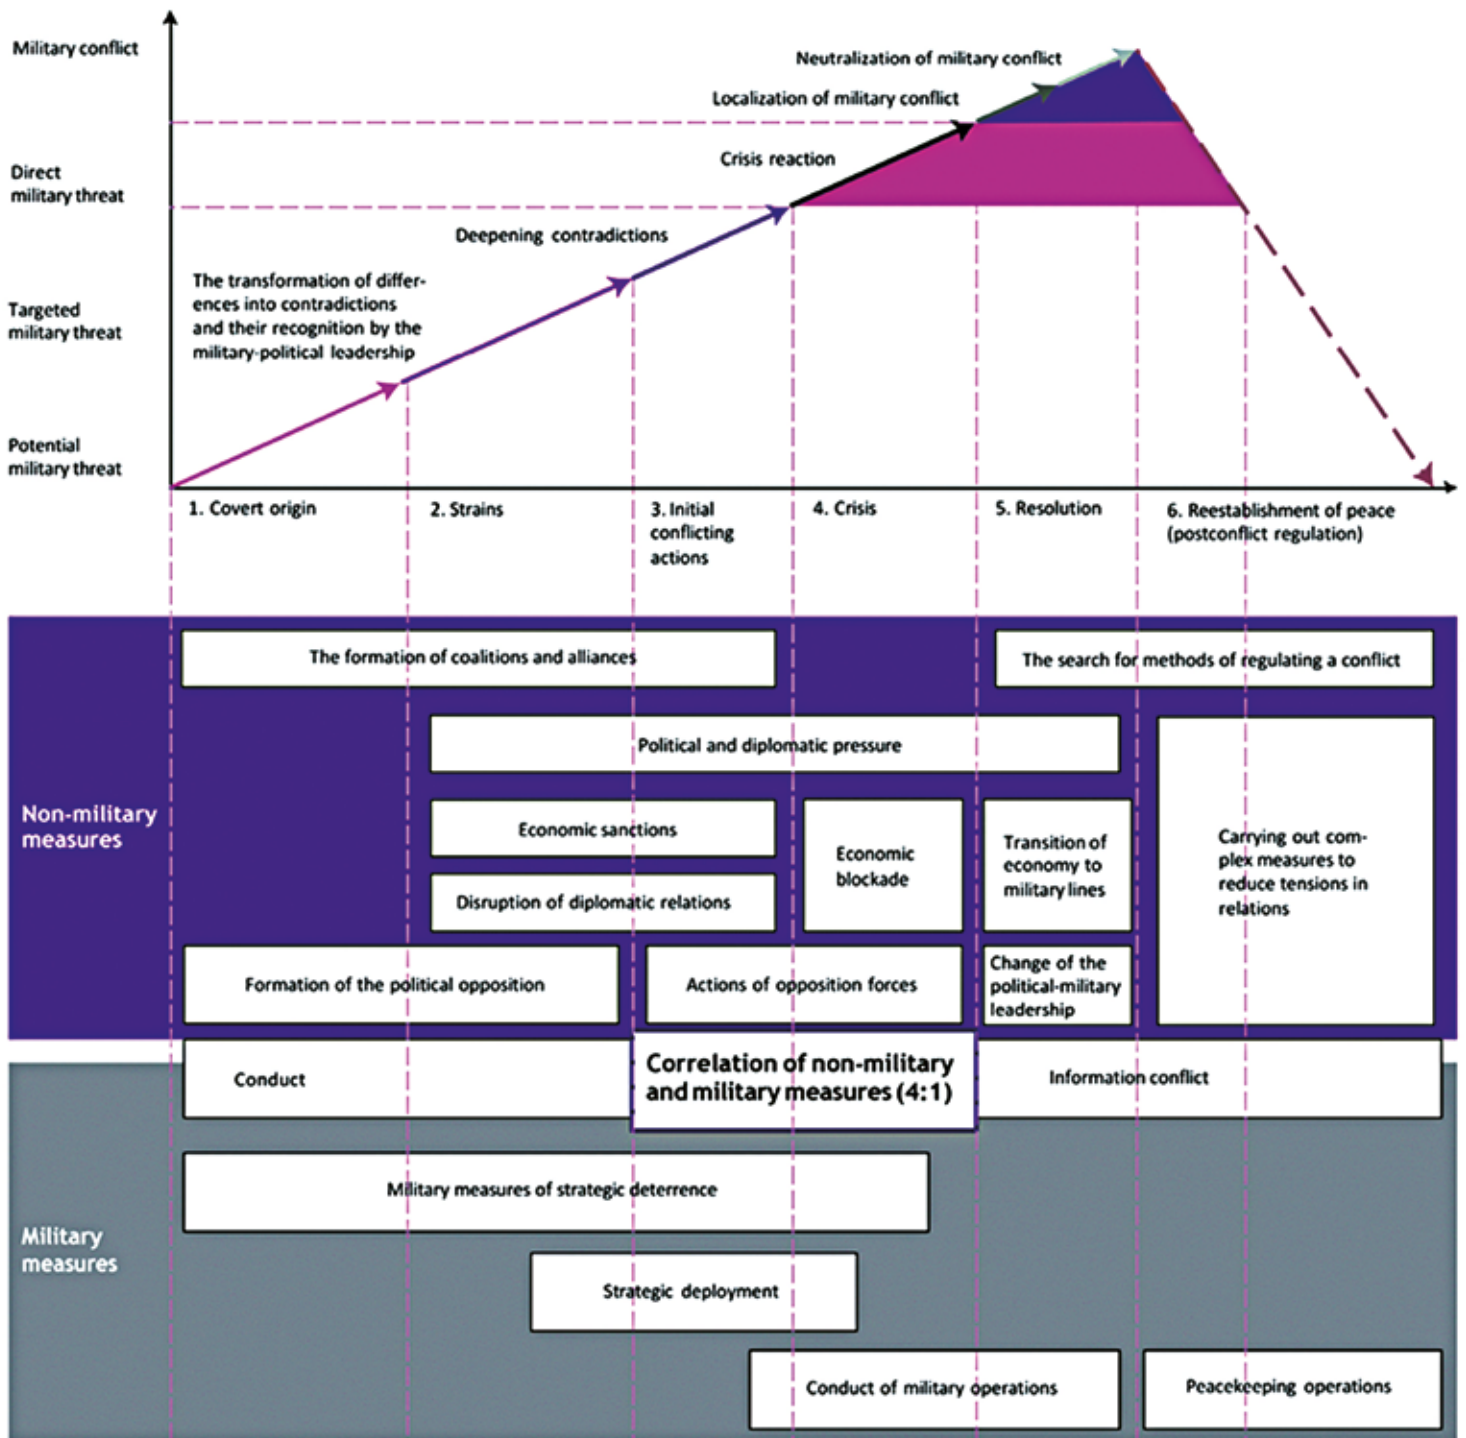 Military conflict
Neutralization of military conflict
Localization of military conflict
Direct
military threat
Crisis reaction
Deepening contradictions
The transformation of differ-
ences into contradictions
and their recognition by the
military-political leadership
Targeted
military threat
Potential
military threat
1. Covert origin
2. Strains
3. Initial
conflicting
actions
4. Crisis
5. Resolution
6. Reestablishment of peace
(postconflict regulation)
Non-military
measures
The formation of coalitions and alliances
The search for methods of regulating a conflict
Political and diplomatic pressure
Economic sanctions
Disruption of diplomatic relations
Economic
blockade
Transition of
economy to
military lines
Carrying out com-
plex measures to
reduce tensions in
relations
Formation of the political opposition
Actions of opposition forces
Change of the
political-military
leadership
Conduct
Correlation of non-military
and military measures (4:1)
Information conflict
Military
measures
Military measures of strategic deterrence
Strategic deployment
Conduct of military operations
Peacekeeping operations